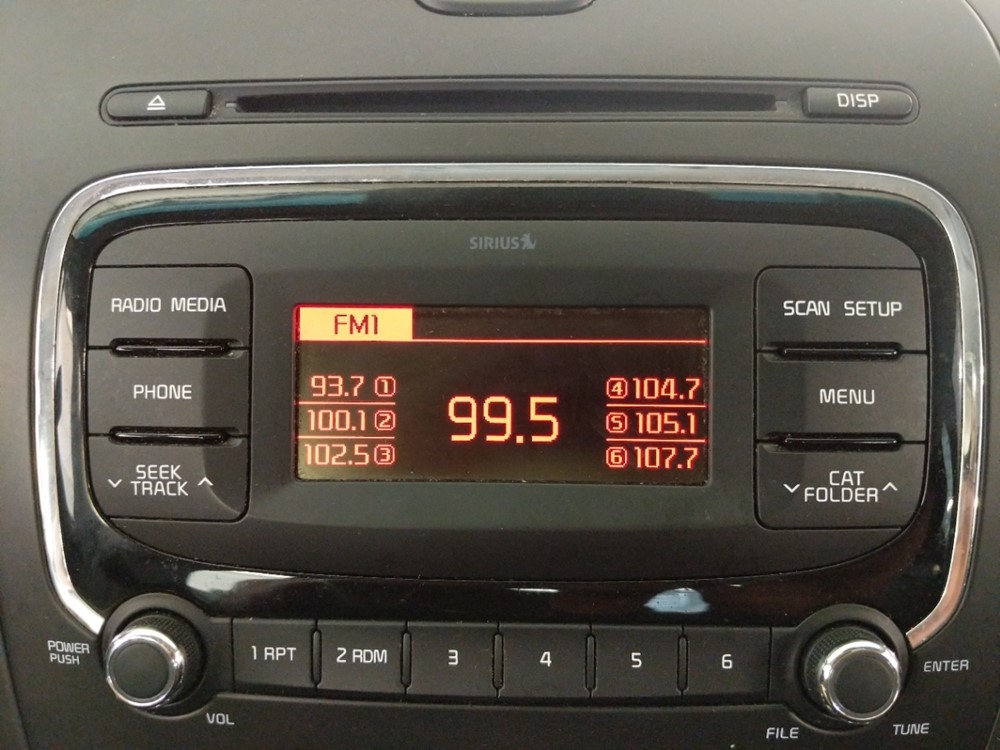 DISP
SIRIUS
RADIO MEDIA
SCAN SETUP
FM1
93.7 1
100.1 2
102.5 3
99.5
4 104.7
5 105.1
6 107.7
PHONE
MENU
SEEK
TRACK
CAT
FOLDER
POWER
PUSH
VOL
1 RPT
2 RDM
3
4
5
6
ENTER
FILE
TUNE